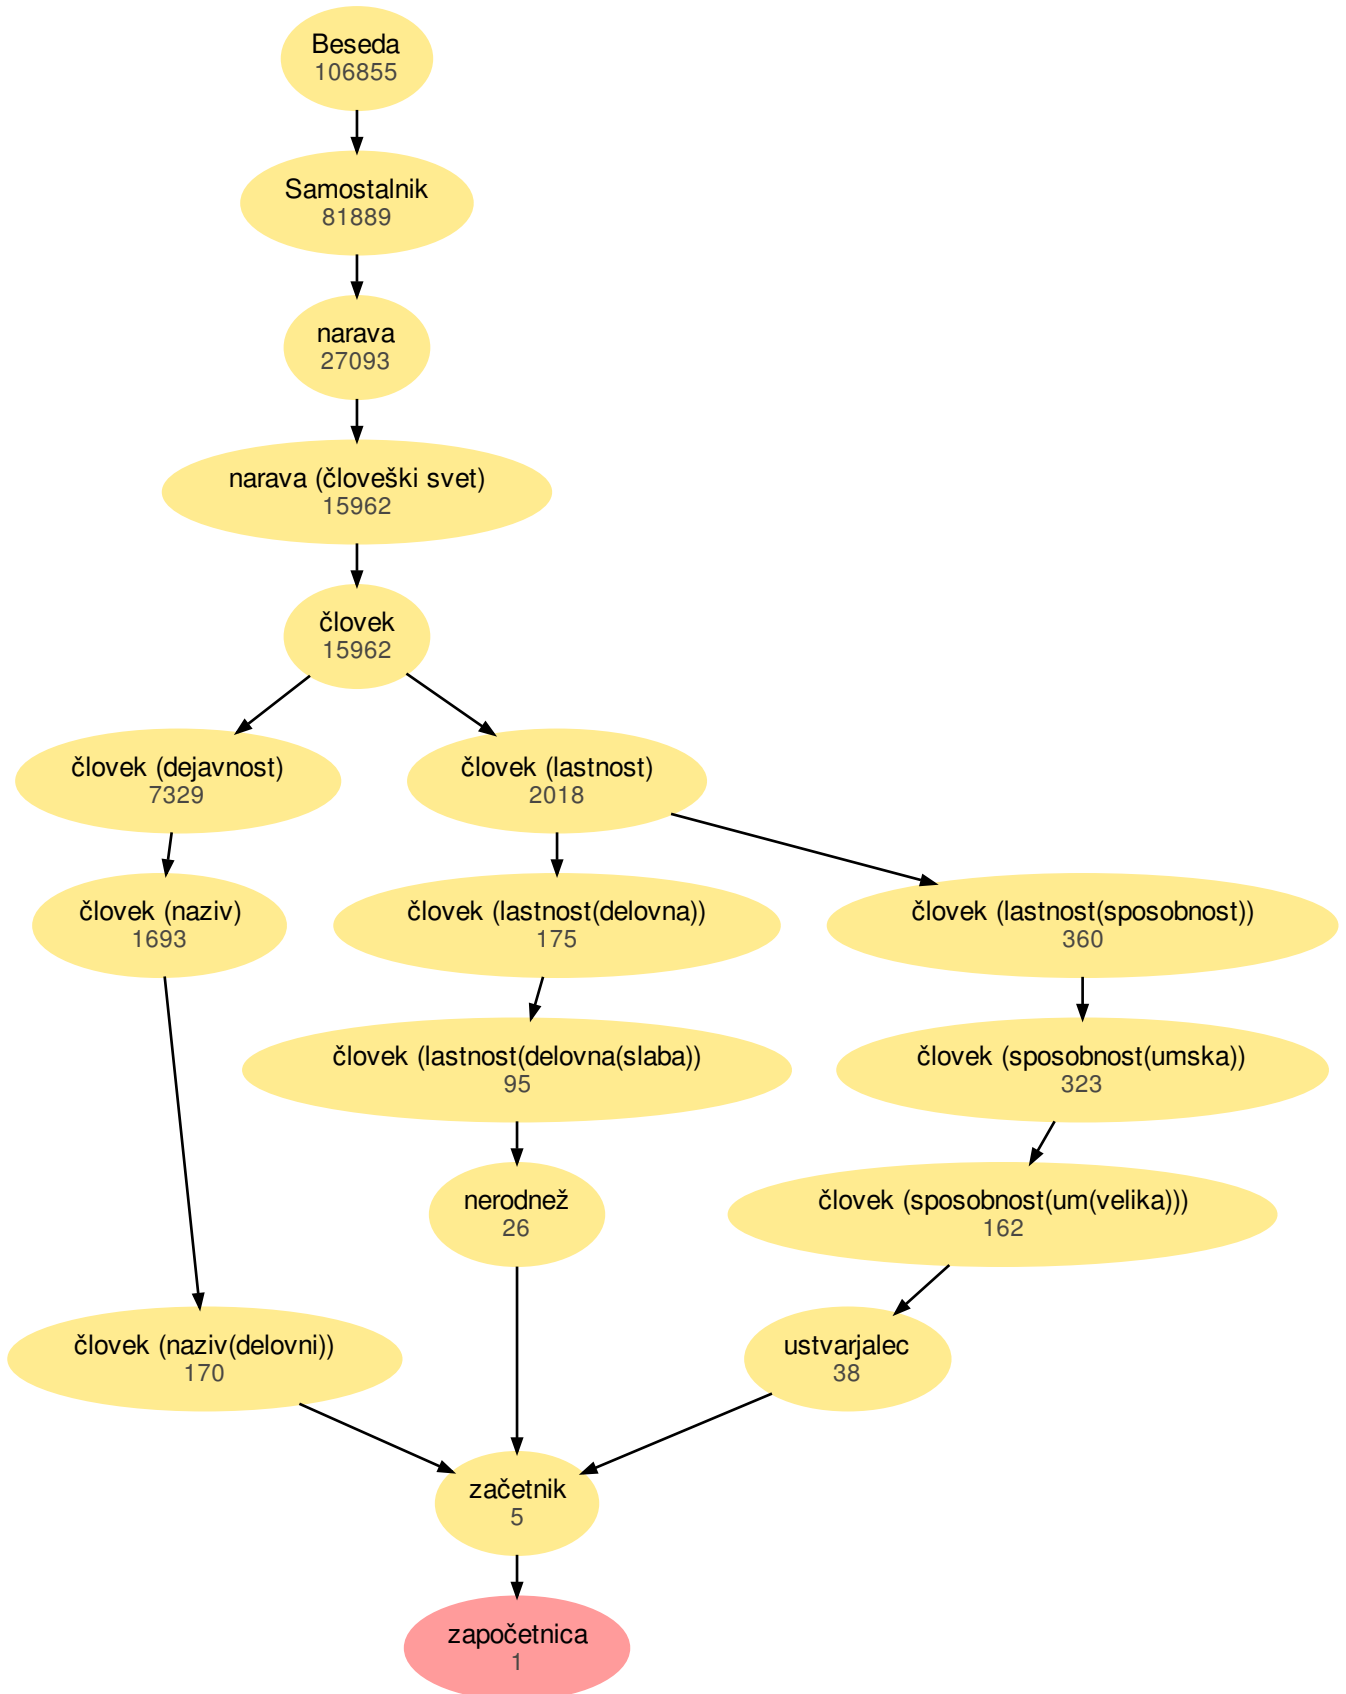 Beseda
106855
Samostalnik
81889
narava
27093
narava (človeški svet)
15962
človek
15962
človek (dejavnost)
7329
človek (lastnost)
2018
človek (naziv)
1693
človek (lastnost(delovna))
175
človek (lastnost(sposobnost))
360
človek (lastnost(delovna(slaba))
95
človek (sposobnost(umska))
323
nerodnež
26
človek (sposobnost(um(velika)))
162
človek (naziv(delovni))
170
ustvarjalec
38
začetnik
5
započetnica
1